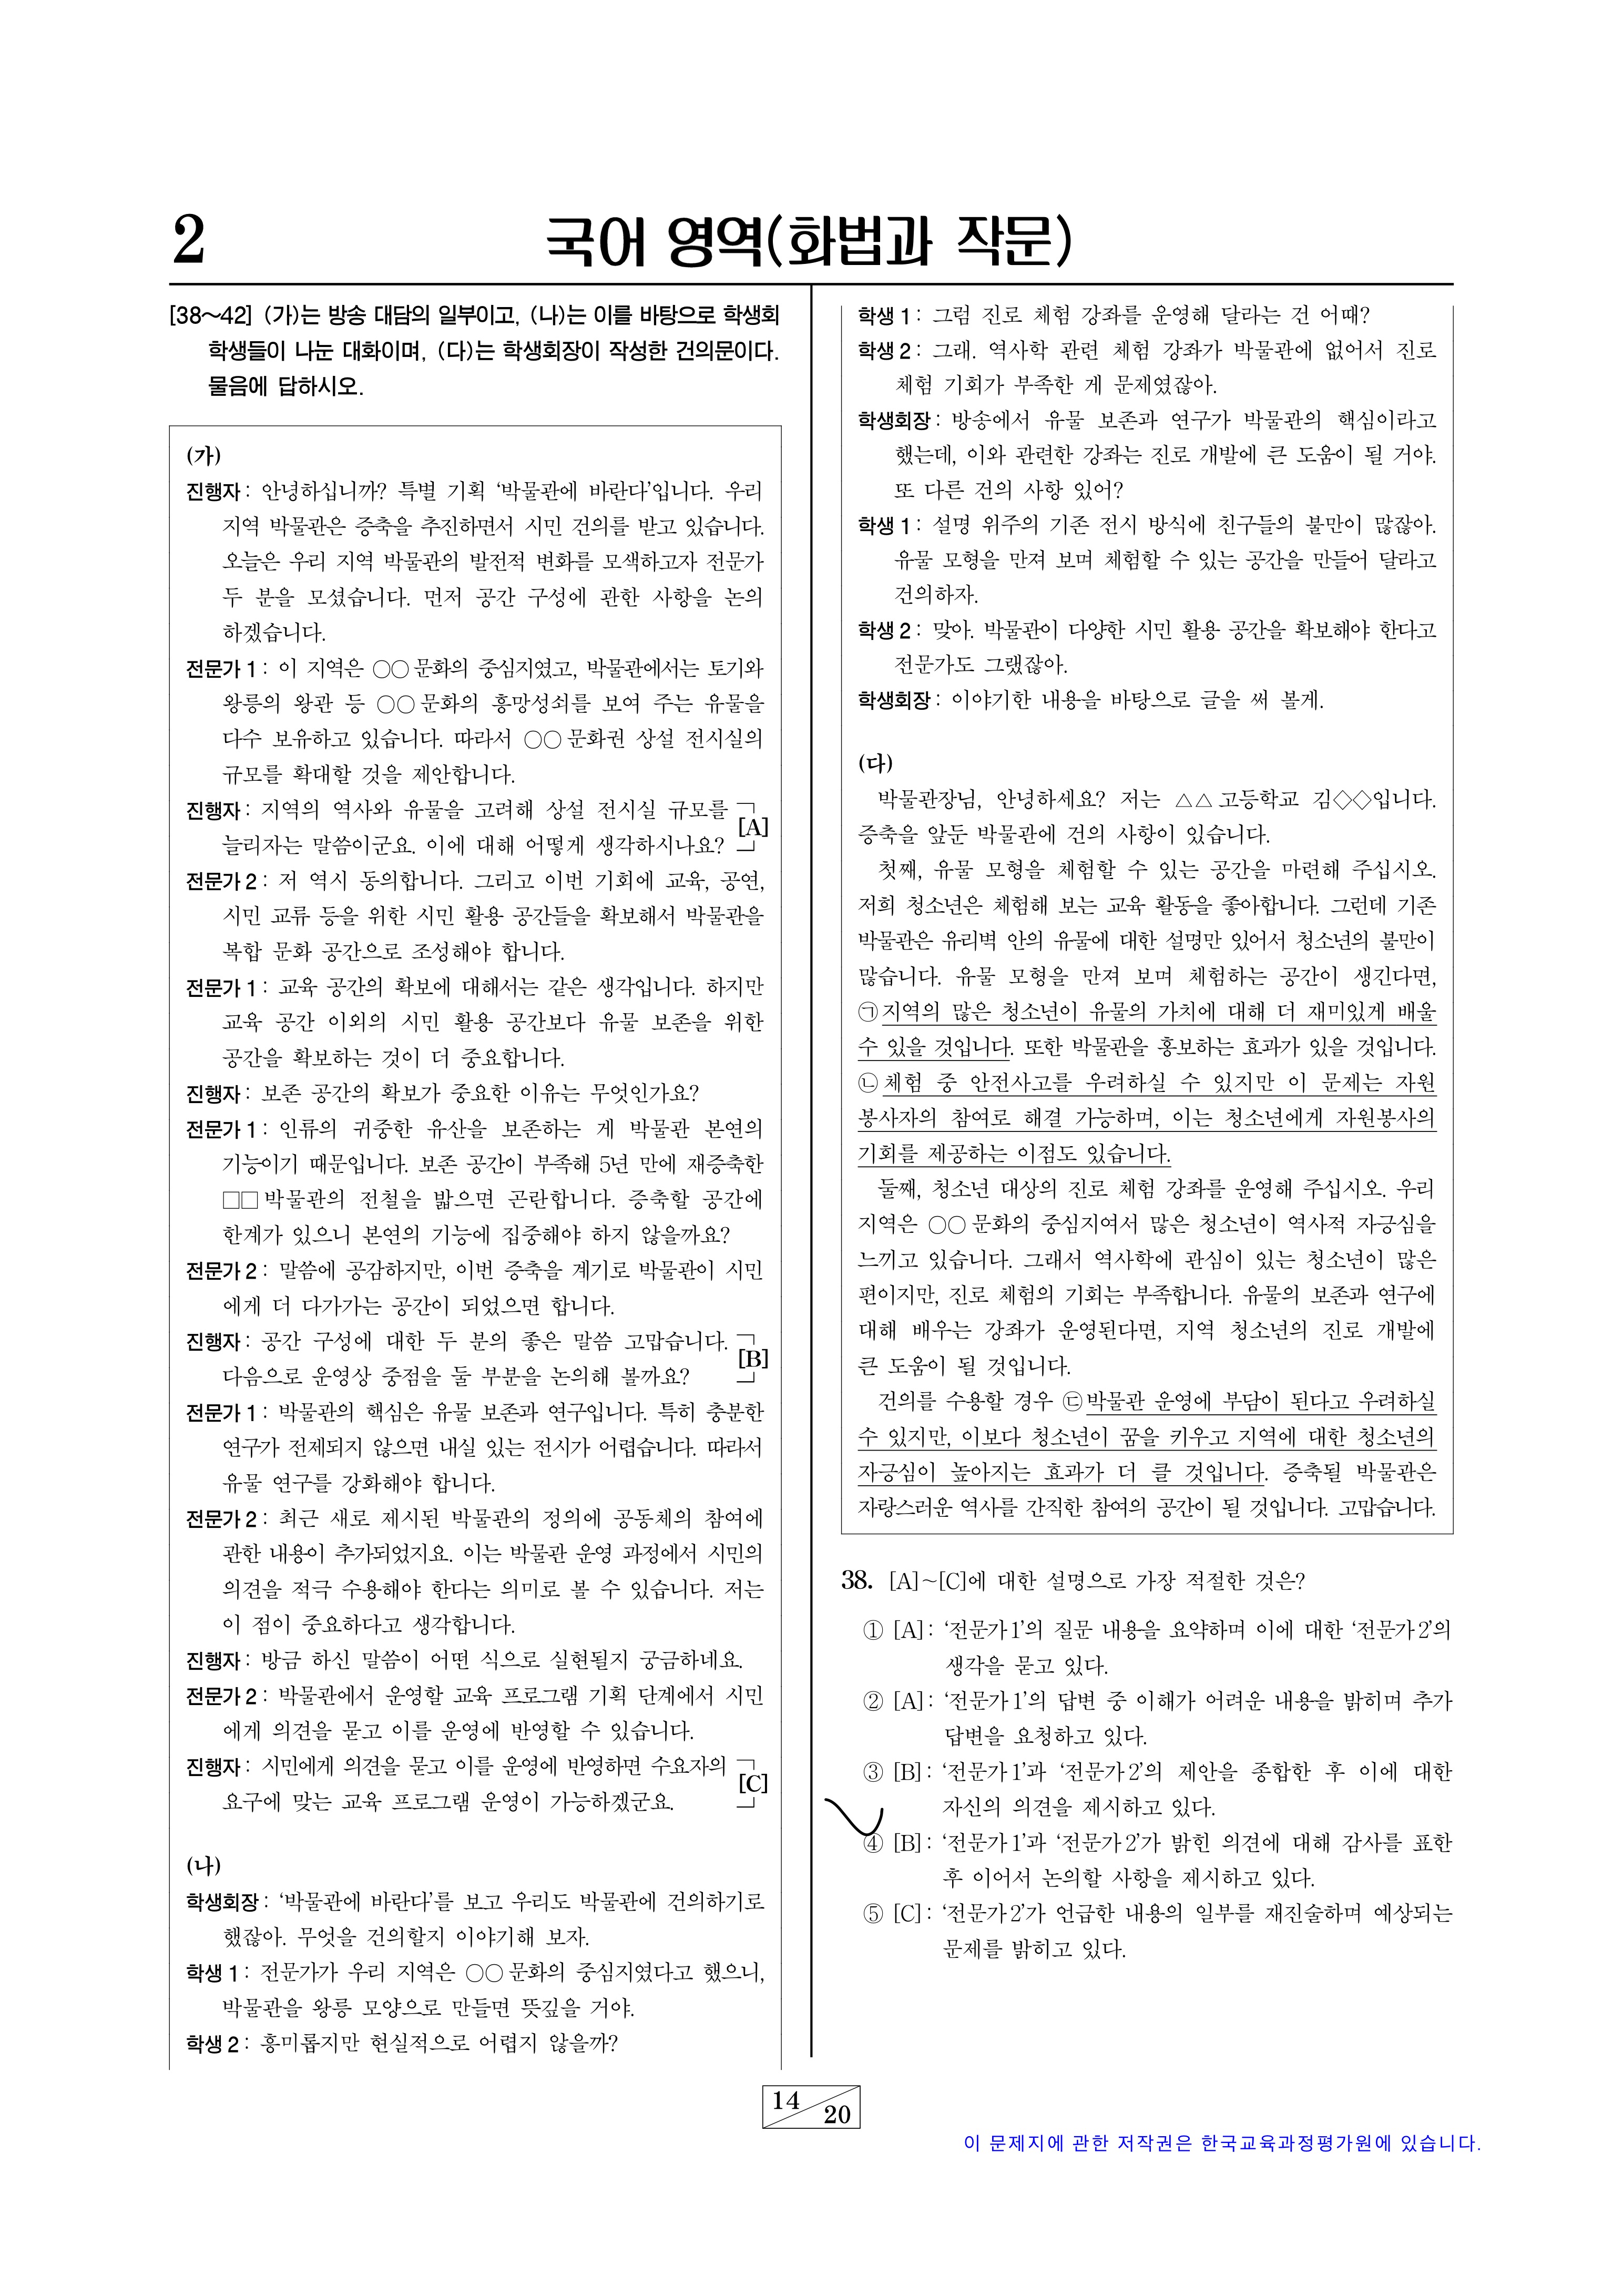 2
국어 영역(화법과 작문)
[38～42] (가)는 방송 대담의 일부이고, (나)는 이를 바탕으로 학생회
학생들이 나눈 대화이며, (다)는 학생회장이 작성한 건의문이다.
물음에 답하시오.
(가)
진행자 : 안녕하십니까? 특별 기획 ‘박물관에 바란다’입니다. 우리
지역 박물관은 증축을 추진하면서 시민 건의를 받고 있습니다.
오늘은 우리 지역 박물관의 발전적 변화를 모색하고자 전문가
두 분을 모셨습니다. 먼저 공간 구성에 관한 사항을 논의
하겠습니다.
전문가 1 : 이 지역은 ○○ 문화의 중심지였고, 박물관에서는 토기와
왕릉의 왕관 등 ○○ 문화의 흥망성쇠를 보여 주는 유물을
다수 보유하고 있습니다. 따라서 ○○ 문화권 상설 전시실의
규모를 확대할 것을 제안합니다.
진행자 : 지역의 역사와 유물을 고려해 상설 전시실 규모를
늘리자는 말씀이군요. 이에 대해 어떻게 생각하시나요?
[A]
전문가 2 : 저 역시 동의합니다. 그리고 이번 기회에 교육, 공연,
시민 교류 등을 위한 시민 활용 공간들을 확보해서 박물관을
복합 문화 공간으로 조성해야 합니다.
전문가 1 : 교육 공간의 확보에 대해서는 같은 생각입니다. 하지만
교육 공간 이외의 시민 활용 공간보다 유물 보존을 위한
공간을 확보하는 것이 더 중요합니다.
진행자 : 보존 공간의 확보가 중요한 이유는 무엇인가요?
전문가 1 : 인류의 귀중한 유산을 보존하는 게 박물관 본연의
기능이기 때문입니다. 보존 공간이 부족해 5년 만에 재증축한
□□ 박물관의 전철을 밟으면 곤란합니다. 증축할 공간에
한계가 있으니 본연의 기능에 집중해야 하지 않을까요?
전문가 2 : 말씀에 공감하지만, 이번 증축을 계기로 박물관이 시민
에게 더 다가가는 공간이 되었으면 합니다.
진행자 : 공간 구성에 대한 두 분의 좋은 말씀 고맙습니다.
다음으로 운영상 중점을 둘 부분을 논의해 볼까요?
[B]
전문가 1 : 박물관의 핵심은 유물 보존과 연구입니다. 특히 충분한
연구가 전제되지 않으면 내실 있는 전시가 어렵습니다. 따라서
유물 연구를 강화해야 합니다.
전문가 2 : 최근 새로 제시된 박물관의 정의에 공동체의 참여에
관한 내용이 추가되었지요. 이는 박물관 운영 과정에서 시민의
의견을 적극 수용해야 한다는 의미로 볼 수 있습니다. 저는
이 점이 중요하다고 생각합니다.
진행자 : 방금 하신 말씀이 어떤 식으로 실현될지 궁금하네요.
전문가 2 : 박물관에서 운영할 교육 프로그램 기획 단계에서 시민
에게 의견을 묻고 이를 운영에 반영할 수 있습니다.
진행자 : 시민에게 의견을 묻고 이를 운영에 반영하면 수요자의
요구에 맞는 교육 프로그램 운영이 가능하겠군요.
[C]
(나)
학생회장 : ‘박물관에 바란다’를 보고 우리도 박물관에 건의하기로
했잖아. 무엇을 건의할지 이야기해 보자.
학생 1 : 전문가가 우리 지역은 ○○ 문화의 중심지였다고 했으니,
박물관을 왕릉 모양으로 만들면 뜻깊을 거야.
학생 2 : 흥미롭지만 현실적으로 어렵지 않을까?
학생 1 : 그럼 진로 체험 강좌를 운영해 달라는 건 어때?
학생 2 : 그래. 역사학 관련 체험 강좌가 박물관에 없어서 진로
체험 기회가 부족한 게 문제였잖아.
학생회장 : 방송에서 유물 보존과 연구가 박물관의 핵심이라고
했는데, 이와 관련한 강좌는 진로 개발에 큰 도움이 될 거야.
또 다른 건의 사항 있어?
학생 1 : 설명 위주의 기존 전시 방식에 친구들의 불만이 많잖아.
유물 모형을 만져 보며 체험할 수 있는 공간을 만들어 달라고
건의하자.
학생 2 : 맞아. 박물관이 다양한 시민 활용 공간을 확보해야 한다고
전문가도 그랬잖아.
학생회장 : 이야기한 내용을 바탕으로 글을 써 볼게.
(다)
박물관장님, 안녕하세요? 저는 △△ 고등학교 김◇◇입니다.
증축을 앞둔 박물관에 건의 사항이 있습니다.
첫째, 유물 모형을 체험할 수 있는 공간을 마련해 주십시오.
저희 청소년은 체험해 보는 교육 활동을 좋아합니다. 그런데 기존
박물관은 유리벽 안의 유물에 대한 설명만 있어서 청소년의 불만이
많습니다. 유물 모형을 만져 보며 체험하는 공간이 생긴다면,
㉠지역의 많은 청소년이 유물의 가치에 대해 더 재미있게 배울
수 있을 것입니다. 또한 박물관을 홍보하는 효과가 있을 것입니다.
㉡체험 중 안전사고를 우려하실 수 있지만 이 문제는 자원
봉사자의 참여로 해결 가능하며, 이는 청소년에게 자원봉사의
기회를 제공하는 이점도 있습니다.
둘째, 청소년 대상의 진로 체험 강좌를 운영해 주십시오. 우리
지역은 ○○ 문화의 중심지여서 많은 청소년이 역사적 자긍심을
느끼고 있습니다. 그래서 역사학에 관심이 있는 청소년이 많은
편이지만, 진로 체험의 기회는 부족합니다. 유물의 보존과 연구에
대해 배우는 강좌가 운영된다면, 지역 청소년의 진로 개발에
큰 도움이 될 것입니다.
건의를 수용할 경우 ㉢박물관 운영에 부담이 된다고 우려하실
수 있지만, 이보다 청소년이 꿈을 키우고 지역에 대한 청소년의
자긍심이 높아지는 효과가 더 클 것입니다. 증축될 박물관은
자랑스러운 역사를 간직한 참여의 공간이 될 것입니다. 고맙습니다.
38. [A]~[C]에 대한 설명으로 가장 적절한 것은?
① [A] : ‘전문가 1’의 질문 내용을 요약하며 이에 대한 ‘전문가 2’의
생각을 묻고 있다.
② [A] : ‘전문가 1’의 답변 중 이해가 어려운 내용을 밝히며 추가
답변을 요청하고 있다.
③ [B] : ‘전문가 1’과 ‘전문가 2’의 제안을 종합한 후 이에 대한
자신의 의견을 제시하고 있다.
④ [B] : ‘전문가 1’과 ‘전문가 2’가 밝힌 의견에 대해 감사를 표한
후 이어서 논의할 사항을 제시하고 있다.
⑤ [C] : ‘전문가 2’가 언급한 내용의 일부를 재진술하며 예상되는
문제를 밝히고 있다.
14
20
이 문제지에 관한 저작권은 한국교육과정평가원에 있습니다.